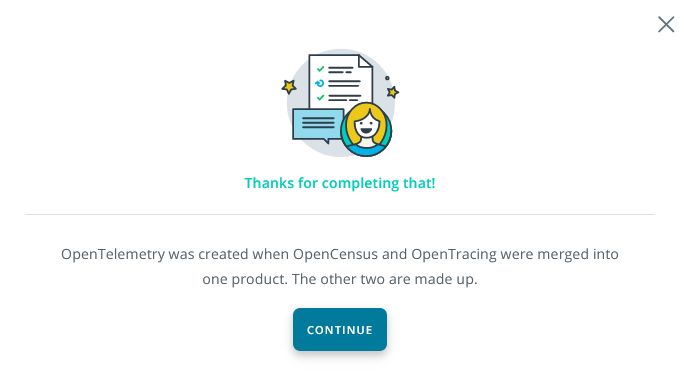 Thanks for completing that!
OpenTelemetry was created when OpenCensus and OpenTracing were merged into
one product. The other two are made up.
CONTINUE